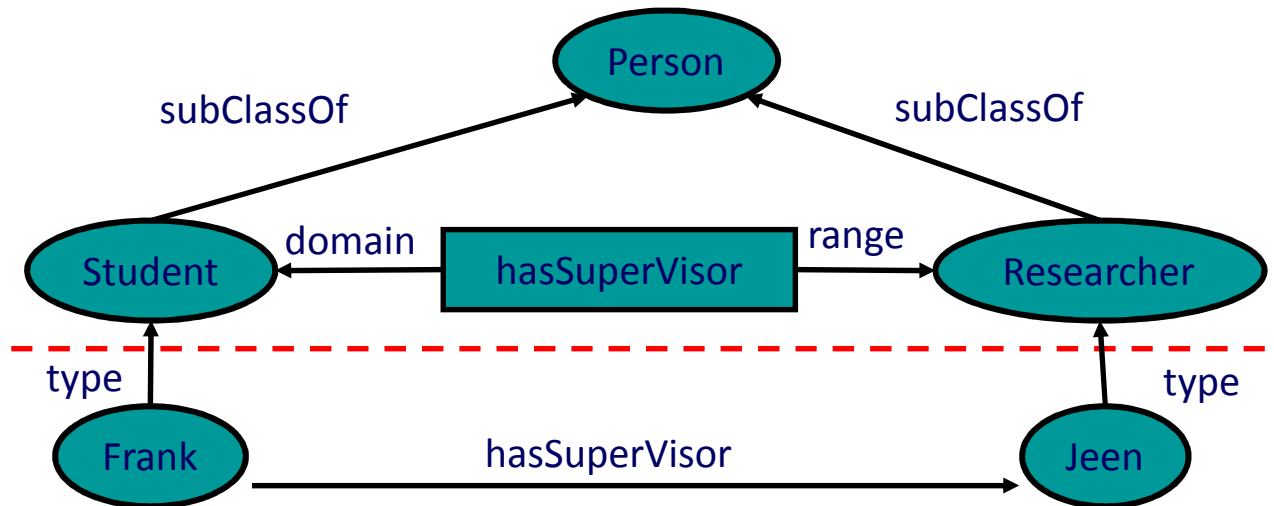 Person
subClassOf
subClassOf
domain
range
Student
hasSuperVisor
Researcher
type
type
Frank
hasSuperVisor
Jeen